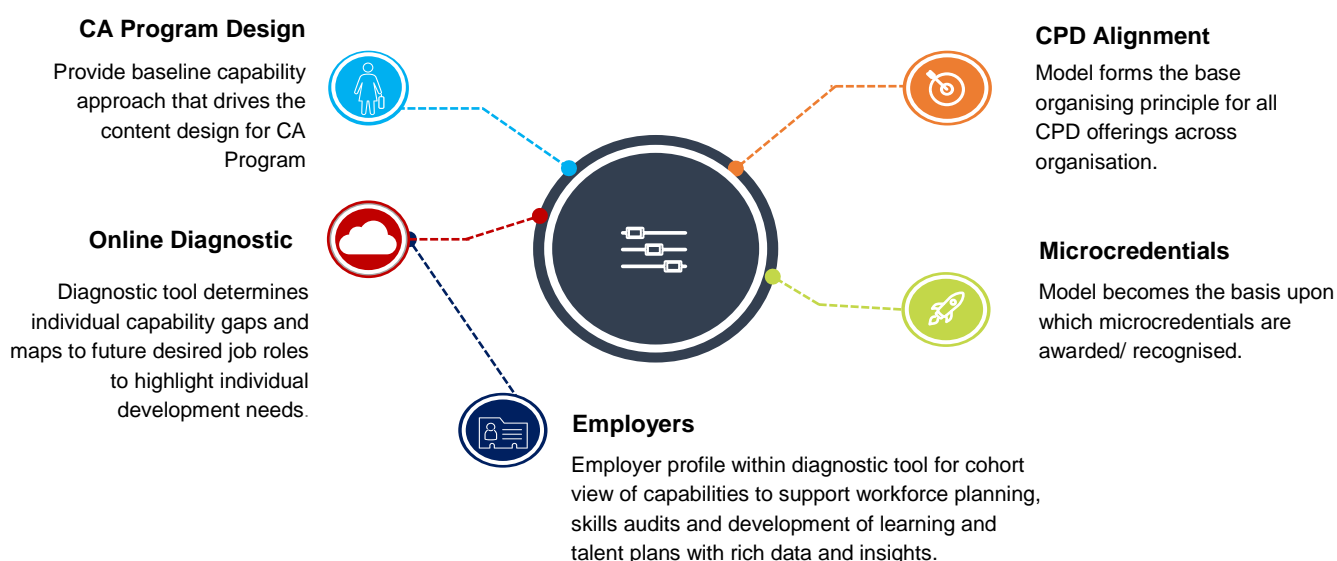 CA Program Design
Provide baseline capability
approach that drives the
content design for CA
Program
Online Diagnostic
Diagnostic tool determines
individual capability gaps and
maps to future desired job roles
to highlight individual
development needs.
Employers
Employer profile within diagnostic tool for cohort
view of capabilities to support workforce planning,
skills audits and development of learning and
talent plans with rich data and insights.
CPD Alignment
Model forms the base
organising principle for all
CPD offerings across
organisation.
Microcredentials
Model becomes the basis upon
which microcredentials are
awarded/ recognised.